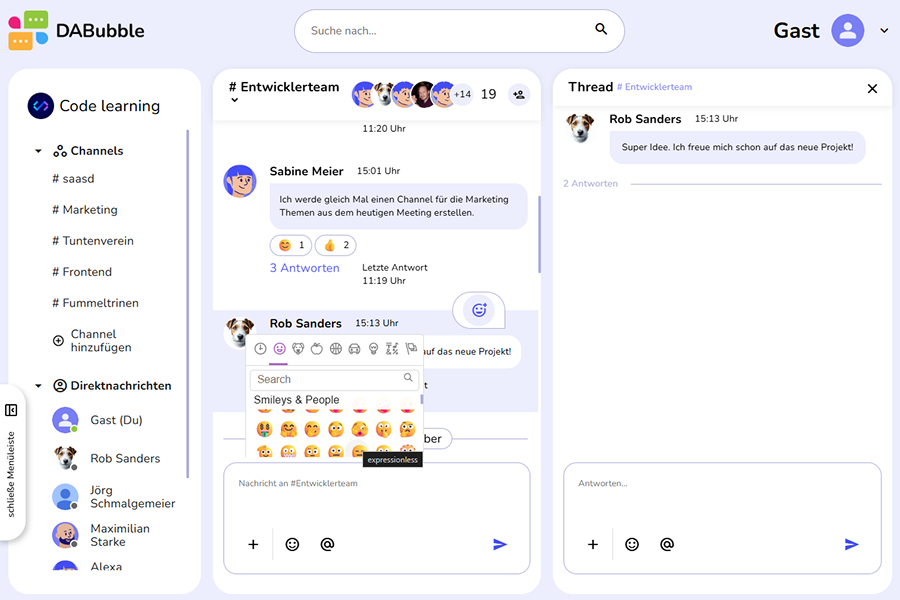 DABubble
Suche nach...
Gast
Code learning
Channels
# saasd
# Marketing
# Tuntenverein
# Frontend
# Fummeltrinen
Channel
hinzufügen
Direktnachrichten
Gast (Du)
Rob Sanders
Jörg
Schmalgemeier
Maximilian
Starke
Alexa
schließe Menüleiste
# Entwicklerteam
+14
19
11:20 Uhr
Sabine Meier 15:01 Uhr
Ich werde gleich Mal einen Channel für die Marketing
Themen aus dem heutigen Meeting erstellen.
1
2
3 Antworten
Letzte Antwort
11:19 Uhr
Rob Sanders 15:13 Uhr
auf das neue Projekt!
Search
Smileys & People
expressionless
ber
Nachricht an #Entwicklerteam
Thread # Entwicklerteam
Rob Sanders 15:13 Uhr
Super Idee. Ich freue mich schon auf das neue Projekt!
2 Antworten
Antworten...